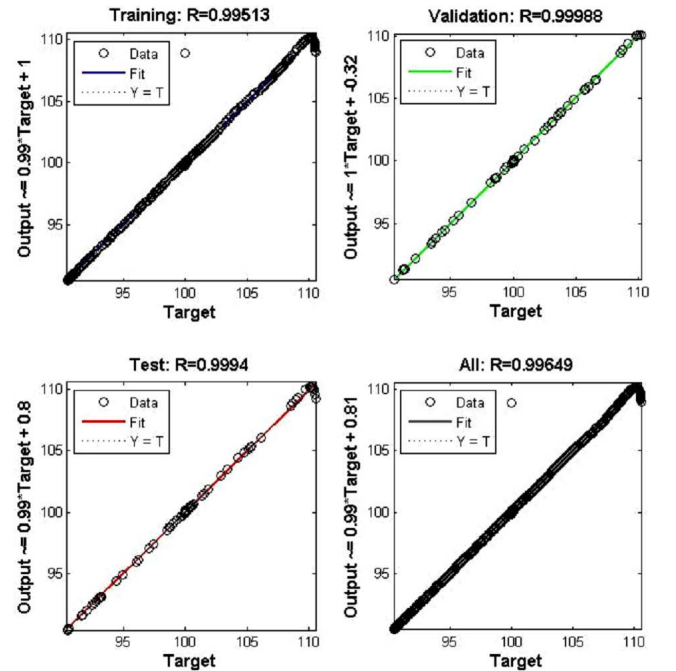 Training: R=0.99513
Output ~= 0.99*Target + 1
110
105
100
95
Data
Fit
Y = T
95
100
105
110
Target
Validation: R=0.99988
Output ~= 1*Target + -0.32
110
105
100
95
Data
Fit
Y = T
95
100
105
110
Target
Test: R=0.9994
Output ~= 0.99*Target + 0.8
110
105
100
95
Data
Fit
Y = T
95
100
105
110
Target
All: R=0.99649
Output ~= 0.99*Target + 0.81
110
105
100
95
Data
Fit
Y = T
95
100
105
110
Target